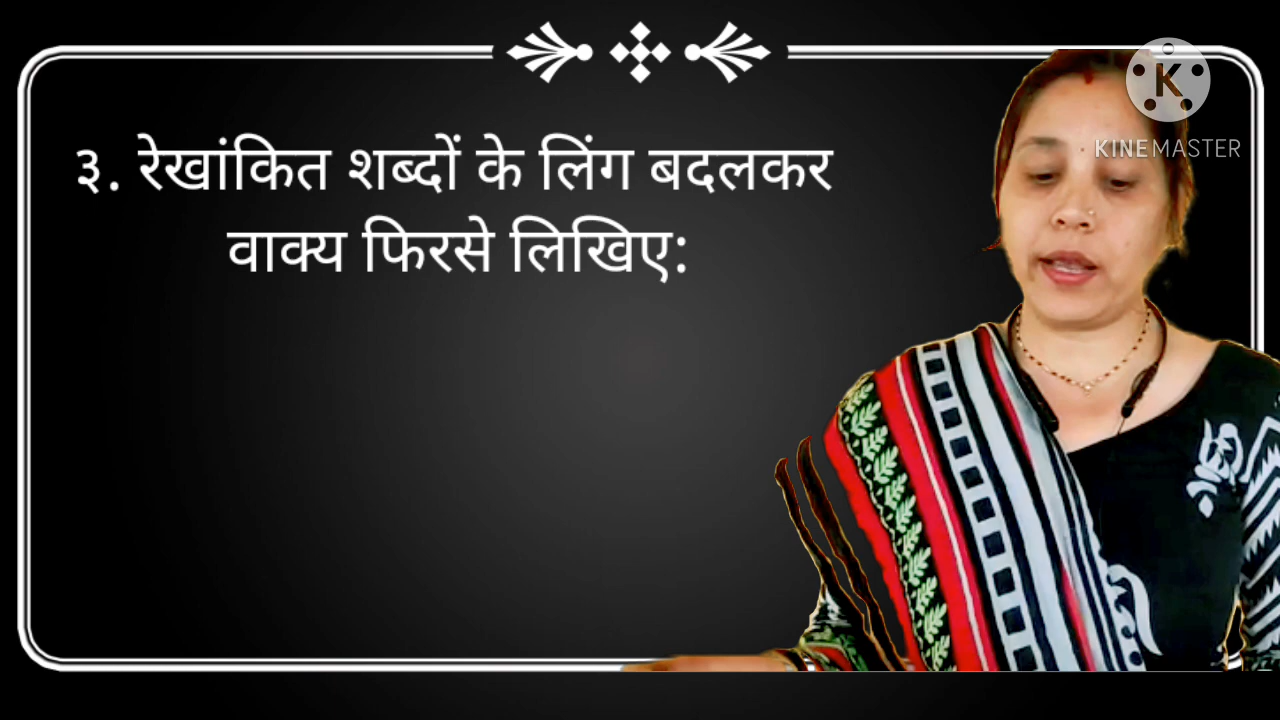 ३. रेखांकित शब्दों के लिंग बदलकर
वाक्य फिरसे लिखिए:
K
KINEMASTER